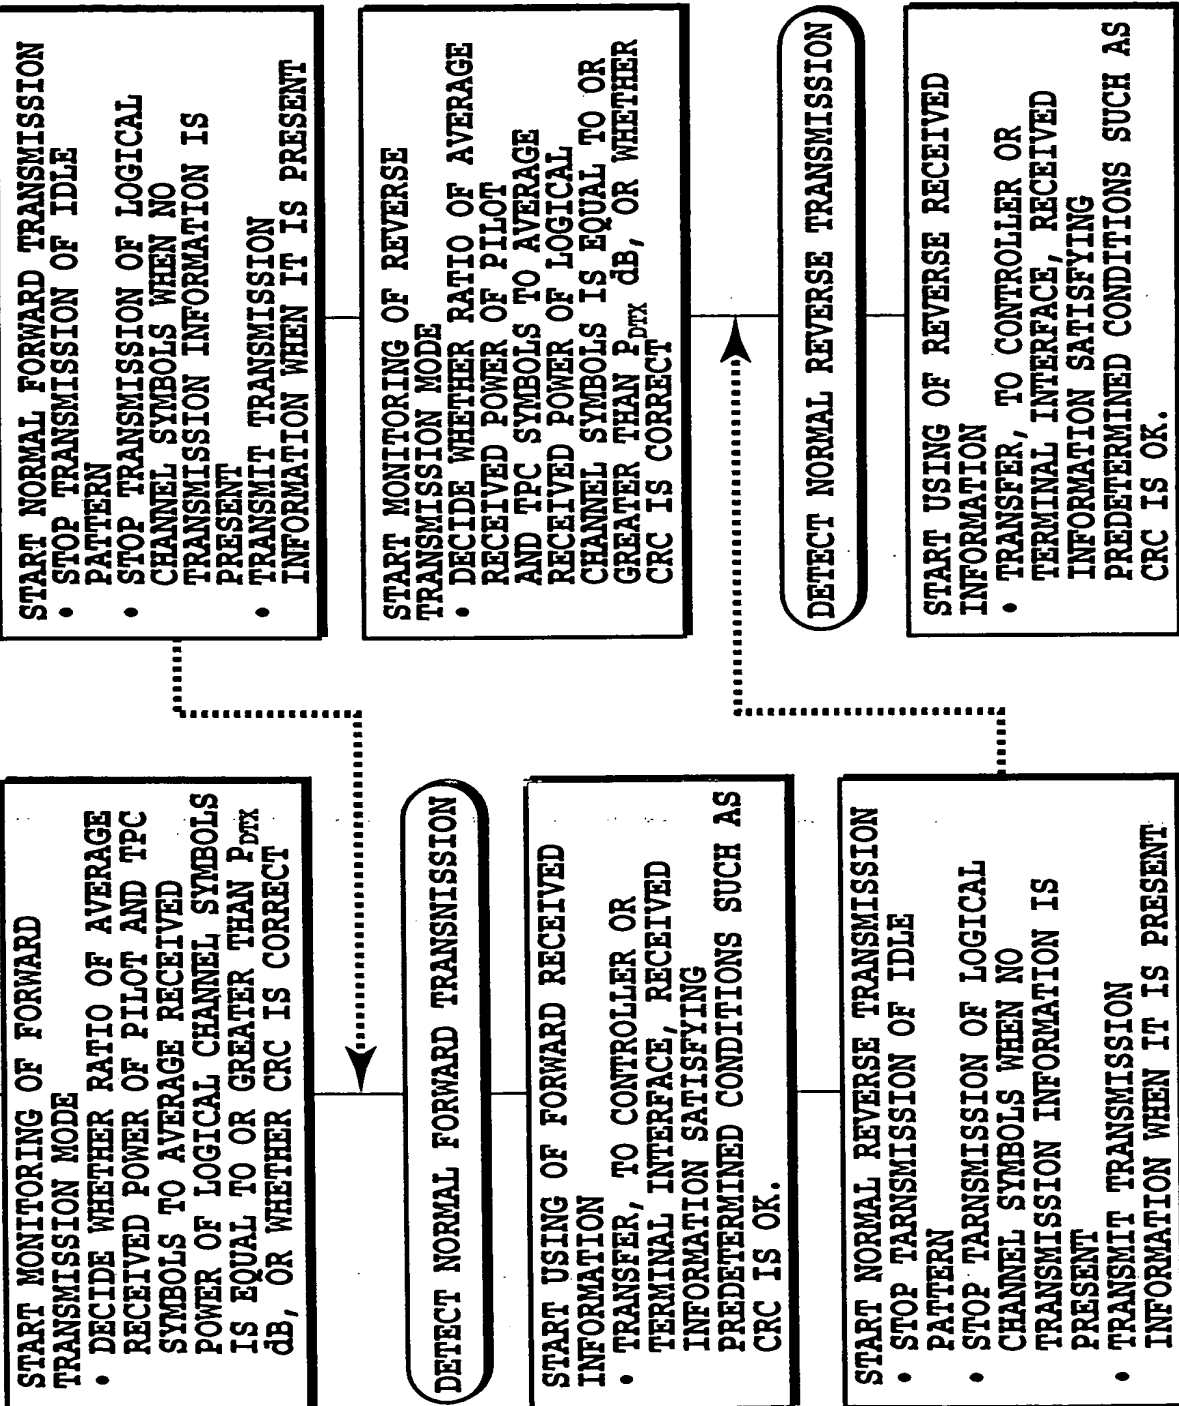 START MONITORING OF FORWARD
TRANSMISSION MODE
• DECIDE WHETHER RATIO OF AVERAGE
RECEIVED POWER OF PILOT AND TPC
SYMBOLS TO AVERAGE RECEIVED
POWER OF LOGICAL CHANNEL SYMBOLS
IS EQUAL TO OR GREATER THAN PDTX
dB, OR WHETHER CRC IS CORRECT
DETECT NORMAL FORWARD TRANSNISSION
START USING OF FORWARD RECEIVED
INFORMATION
• TRANSFER, TO CONTROLLER OR
TERMINAL INTERFACE, RECEIVED
INFORMATION SATISFYING
PREDETERMINED CONDITIONS SUCH AS
CRC IS OK.
START NORMAL REVERSE TRANSMISSION
• STOP TARNSMISSION OF IDLE
PATTERN
• STOP TARNSMISSION OF LOGICAL
CHANNEL SYMBOLS WHEN NO
TRANSMISSION INFORMATION IS
PRESENT
• TRANSMIT TRANSMISSION
INFORMATION WHEN IT IS PRESENT
START NORMAL FORWARD TRANSMISSION
• STOP TRANSMISSION OF IDLE
PATTERN
• STOP TRANSMISSION OF LOGICAL
CHANNEL SYMBOLS WHEN NO
TRANSMISSION INFORMATION IS
PRESENT
• TRANSMIT TRANSMISSION
INFORMATION WHEN IT IS PRESENT
START MONITORING OF REVERSE
TRANSMISSION MODE
• DECIDE WHETHER RATIO OF AVERAGE
RECEIVED POWER OF PILOT
AND TPC SYMBOLS TO AVERAGE
RECEIVED POWER OF LOGICAL
CHANNEL SYMBOLS IS EQUAL TO OR
GREATER THAN PDTX dB, OR WHETHER
CRC IS CORRECT
DETECT NORMAL REVERSE TRANSMISSION
START USING OF REVERSE RECEIVED
INFORMATION
• TRANSFER, TO CONTROLLER OR
TERMINAL INTERFACE, RECEIVED
INFORMATION SATISFYING
PREDETERMINED CONDITIONS SUCH AS
CRC IS OK.